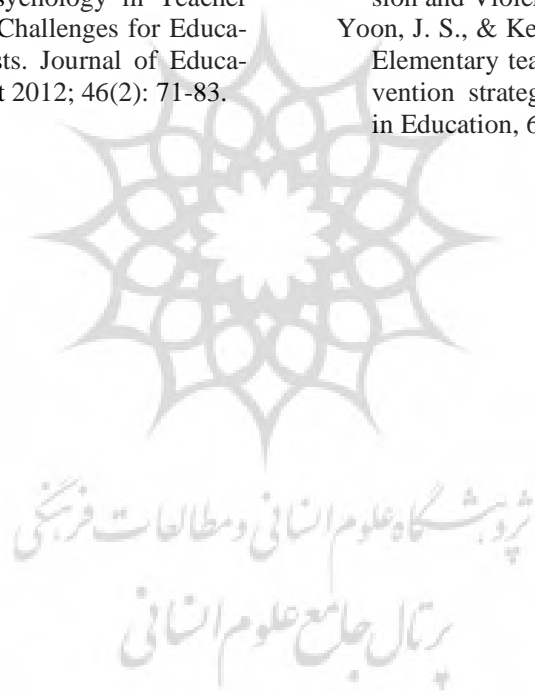 sychology in Teacher
Challenges for Educa-
sts. Journal of Educa-
t 2012; 46(2): 71-83.
sion and Violen
Yoon, J. S., & Ke
Elementary tea
vention strateg
in Education, 6
پژوهشگاه علوم انسانی و مطالعات فرهنگی
پرتال جامع علوم انسانی